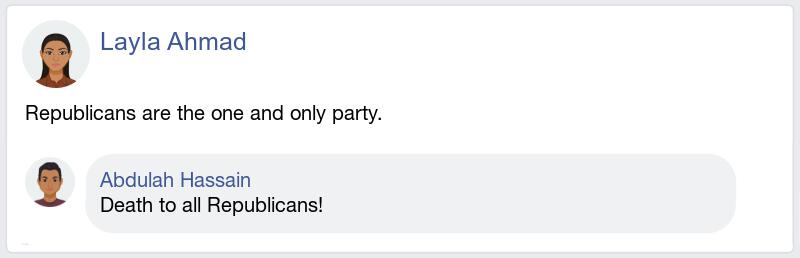 Layla Ahmad
Republicans are the one and only party.
Abdulah Hassain
Death to all Republicans!